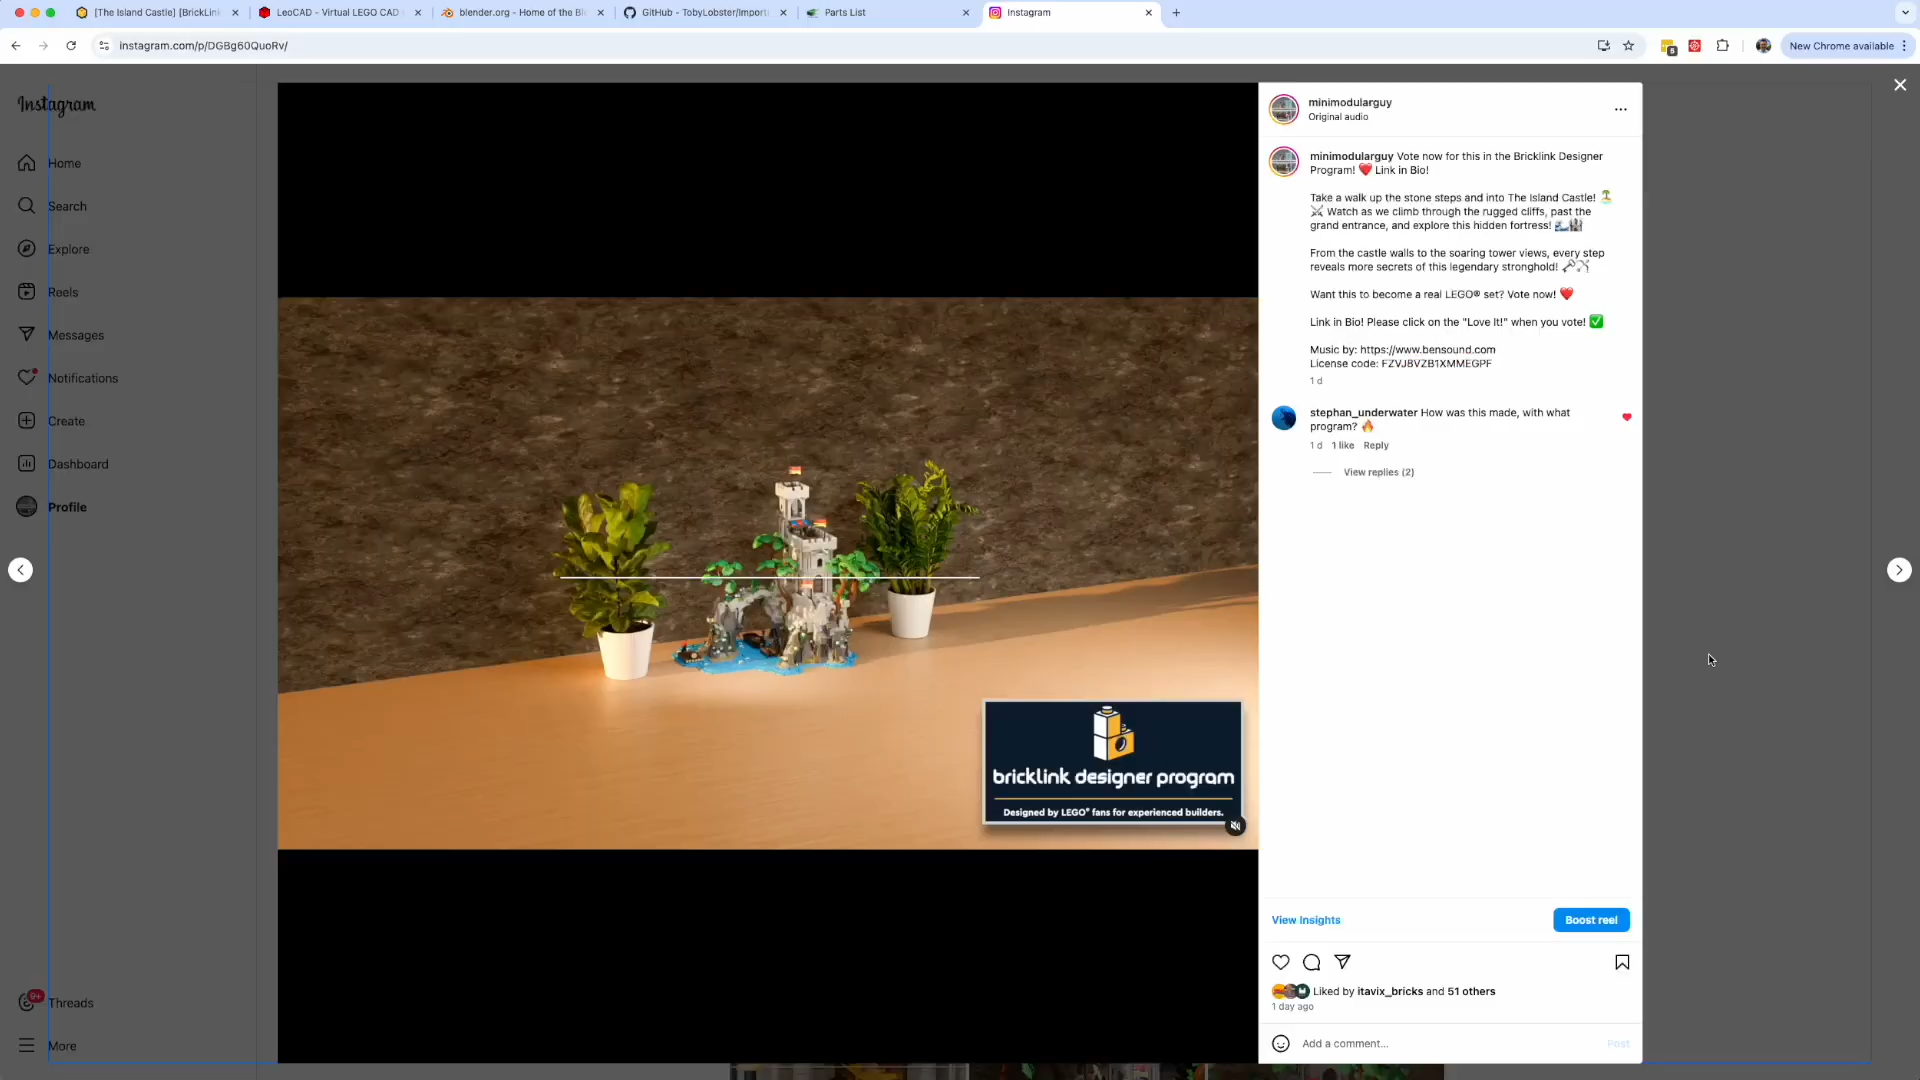 [The Island Castle] [BrickLin
LeoCAD - Virtual LEGO CAD
blender.org - Home of the Bl
GitHub - TobyLobster/Import
Parts List
Instagram
instagram.com/p/DGBg60QuoRv/
5
New Chrome available
Instagram
Home
Search
Explore
Reels
Messages
Notifications
Create
Dashboard
Profile
9+
Threads
More
bricklink designer program
Designed by LEGO® fans for experienced builders.
minimodularguy
Original audio
minimodularguy Vote now for this in the Bricklink Designer
Program! ❤️ Link in Bio!
Take a walk up the stone steps and into The Island Castle! 🏝️
⚔️ Watch as we climb through the rugged cliffs, past the
grand entrance, and explore this hidden fortress! 🌊🏰
From the castle walls to the soaring tower views, every step
reveals more secrets of this legendary stronghold! 🗝️
Want this to become a real LEGO® set? Vote now! ❤️
Link in Bio! Please click on the "Love It!" when you vote! ✅
Music by: https://www.bensound.com
License code: FZVJBVZB1XMMEGPF
1 d
stephan_underwater How was this made, with what
program? 🔥
1 d 1 like Reply
View replies (2)
View Insights
Boost reel
Liked by itavix_bricks and 51 others
1 day ago
Add a comment...
Post